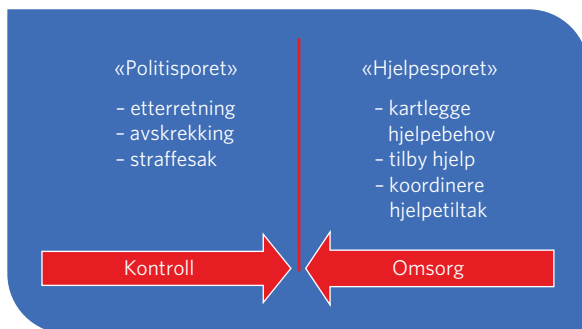 «Politisporet»
– etterretning
– avskrekking
– straffesak
«Hjelpesporet»
– kartlegge
hjelpebehov
– tilby hjelp
– koordinere
hjelpetiltak
Kontroll
Omsorg